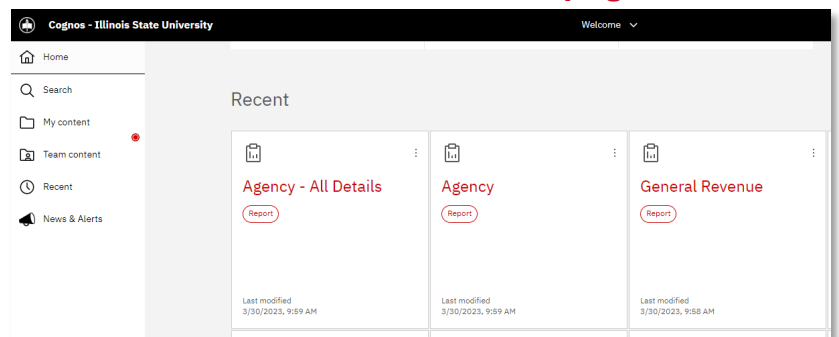 Cognos - Illinois State University
Welcome
Home
Search
My content
Team content
Recent
News & Alerts
Recent
Agency - All Details
Report
Last modified
3/30/2023, 9:59 AM
Agency
Report
Last modified
3/30/2023, 9:59 AM
General Revenue
Report
Last modified
3/30/2023, 9:58 AM